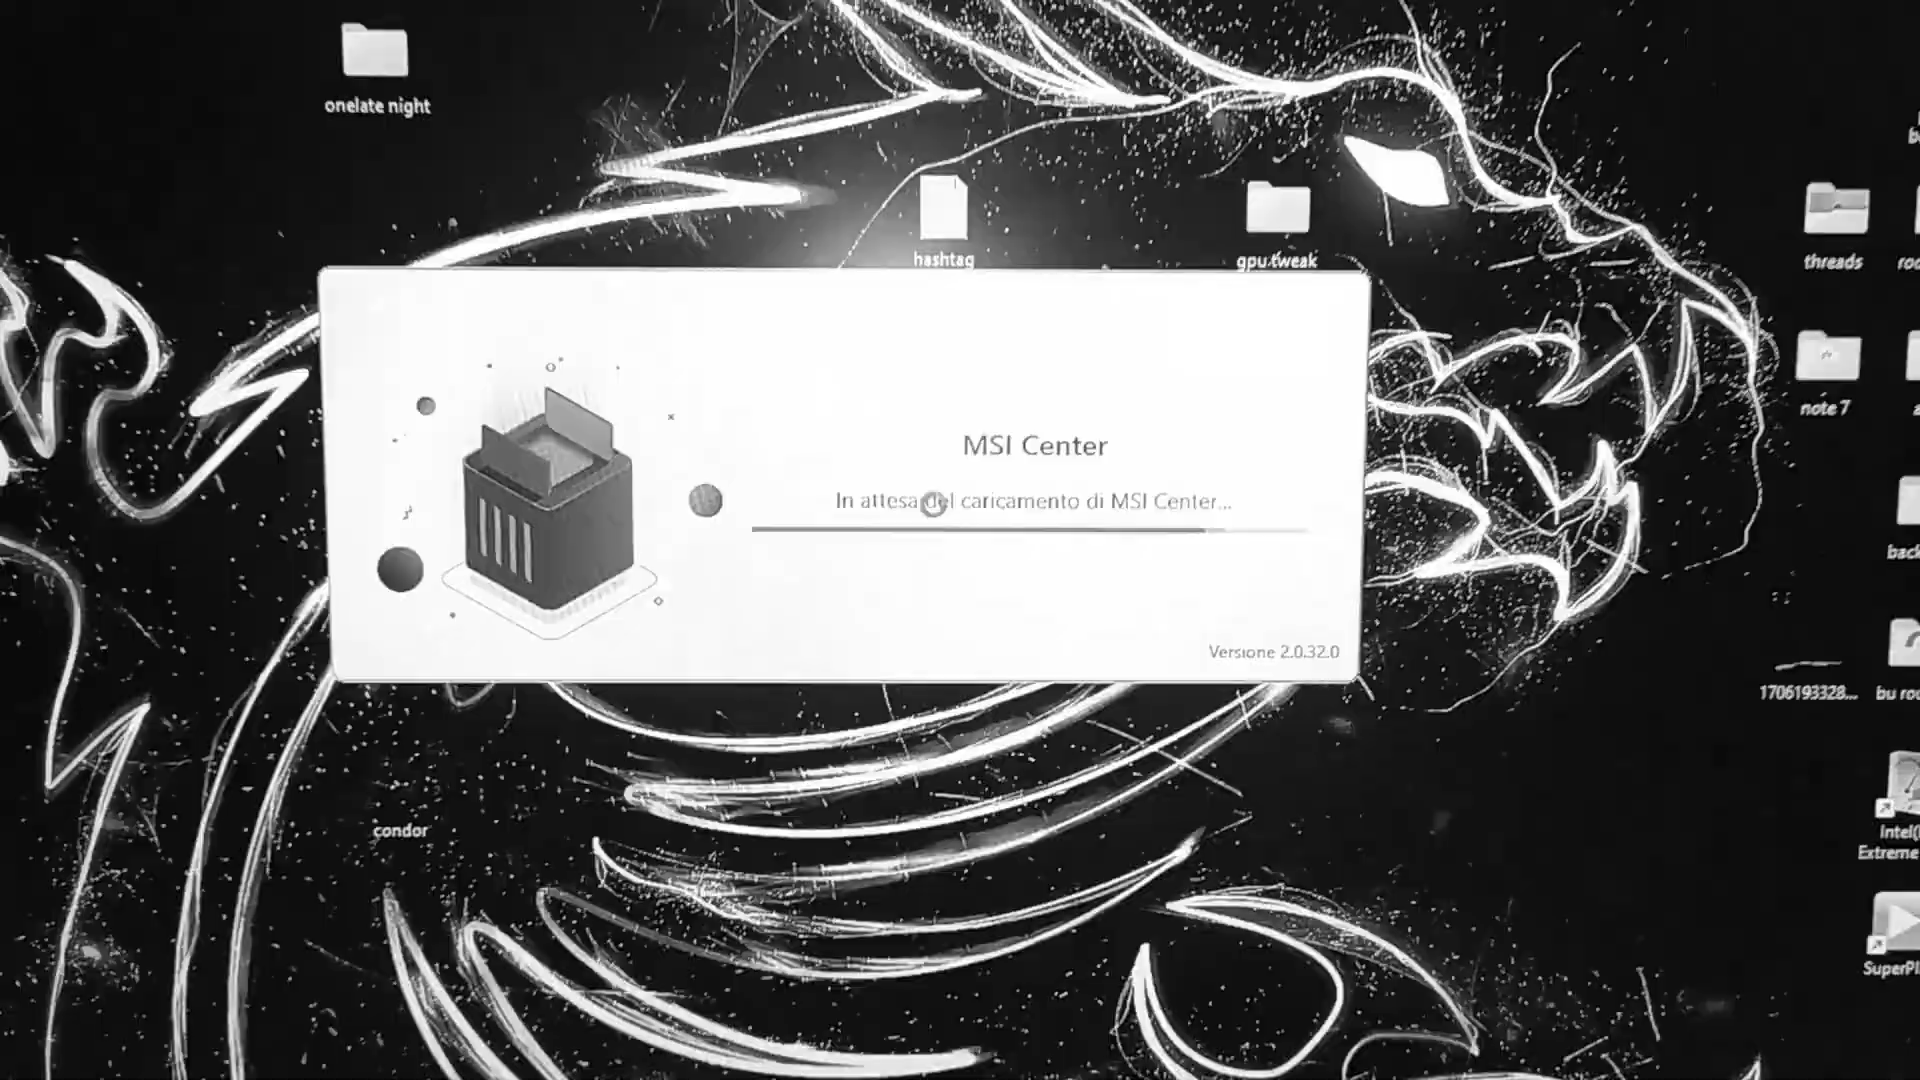 onelate night
hashtag
gpu.tweak
threads
note 7
MSI Center
In attesa del caricamento di MSI Center...
Versione 2.0.32.0
1706193328...
condor
Extreme